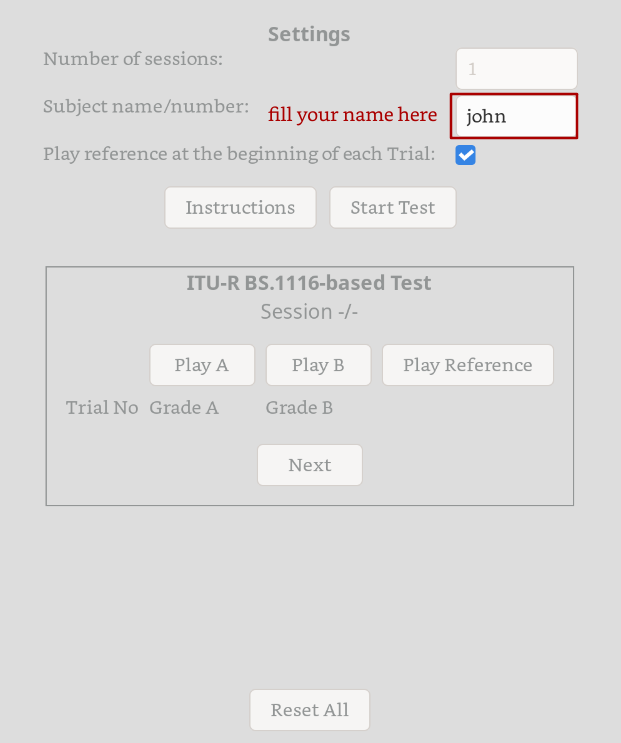 Settings
Number of sessions: 1
Subject name/number: fill your name here john
Play reference at the beginning of each Trial:
Instructions Start Test
ITU-R BS.1116-based Test
Session -/-
Play A Play B Play Reference
Trial No Grade A Grade B
Next
Reset All